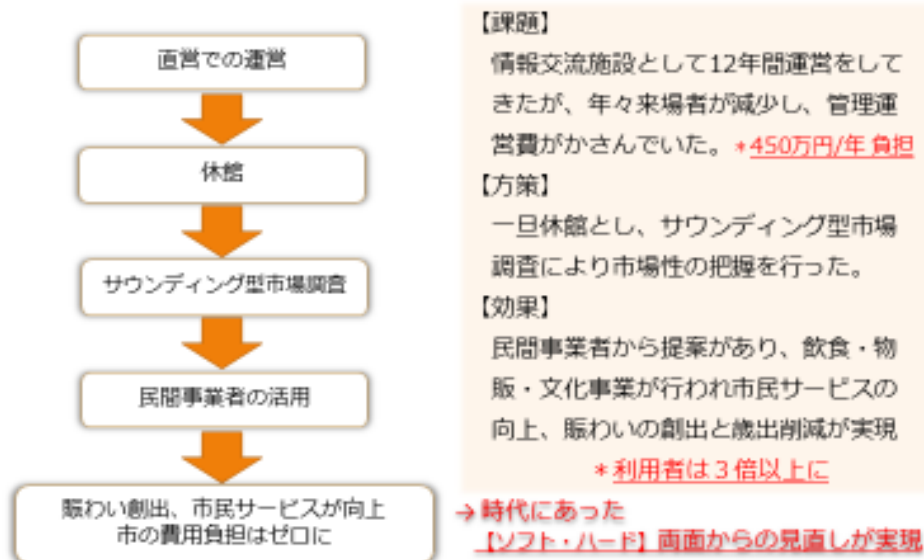 直営での運営
休館
サウンディング型市場調査
民間事業者の活用
賑わい創出、市民サービスが向上
市の費用負担はゼロに
【課題】
情報交流施設として12年間運営をして
きたが、年々来場者が減少し、管理運
営費がかさんでいた。＊450万円/年 負担
【方策】
一旦休館とし、サウンディング型市場
調査により市場性の把握を行った。
【効果】
民間事業者から提案があり、飲食・物
販・文化事業が行われ市民サービスの
向上、賑わいの創出と歳出削減が実現
＊利用者は３倍以上に
→時代にあった
【ソフト・ハード】両面からの見直しが実現